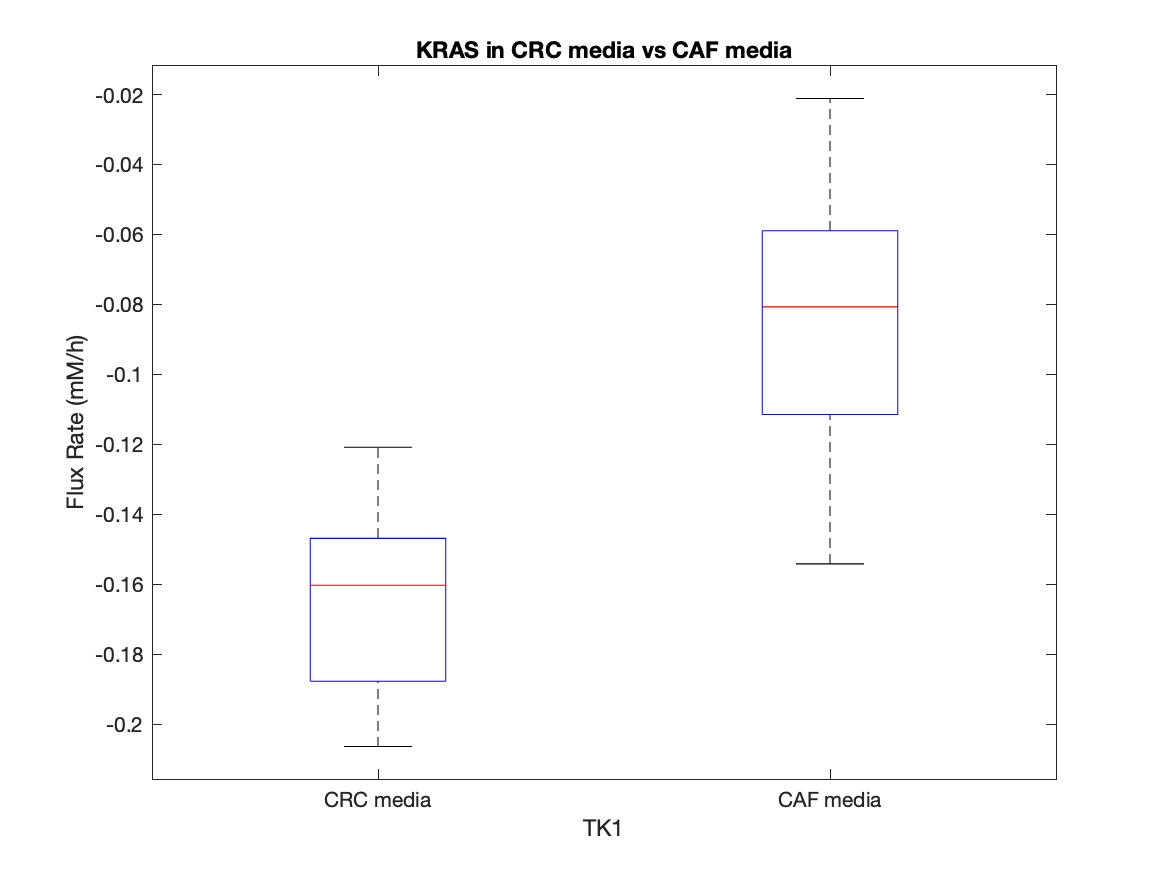 KRAS in CRC media vs CAF media
-0.02
-0.04
-0.06
-0.08
-0.1
-0.12
-0.14
-0.16
-0.18
-0.2
Flux Rate (mM/h)
CRC media
CAF media
TK1